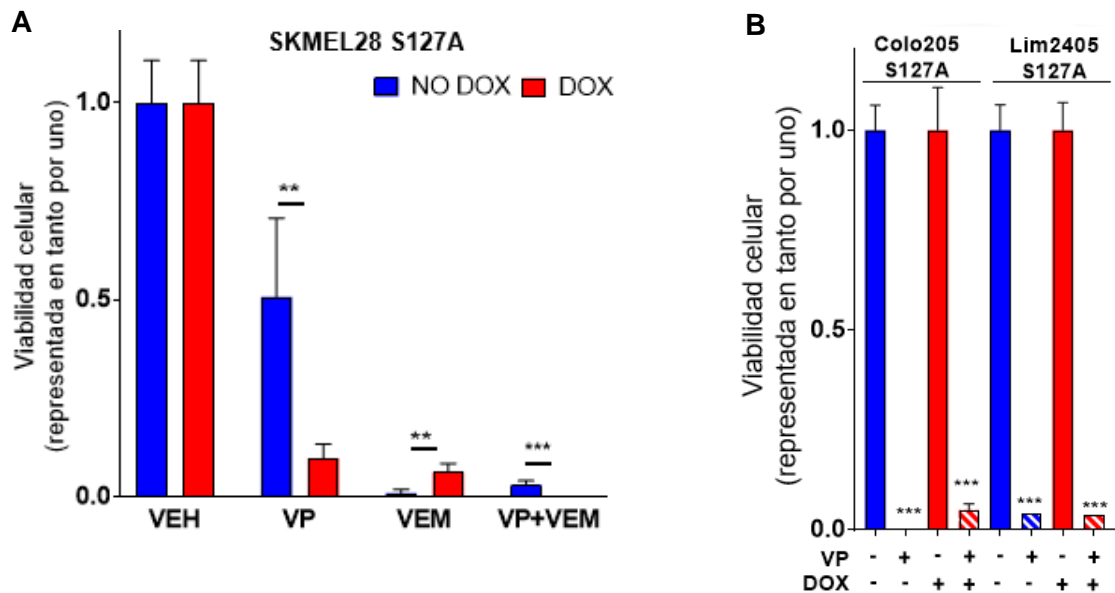 A
SKMEL28 S127A
NO DOX DOX
Viabilidad celular
(representada en tanto por uno)
1.0
0.5
0.0
** ** ***
VEH VP VEM VP+VEM
B
Colo205 Lim2405
S127A S127A
Viabilidad celular
(representada en tanto por uno)
1.0
0.5
0.0
*** *** *** ***
VP - + - + - + - +
DOX - - + + - - + +